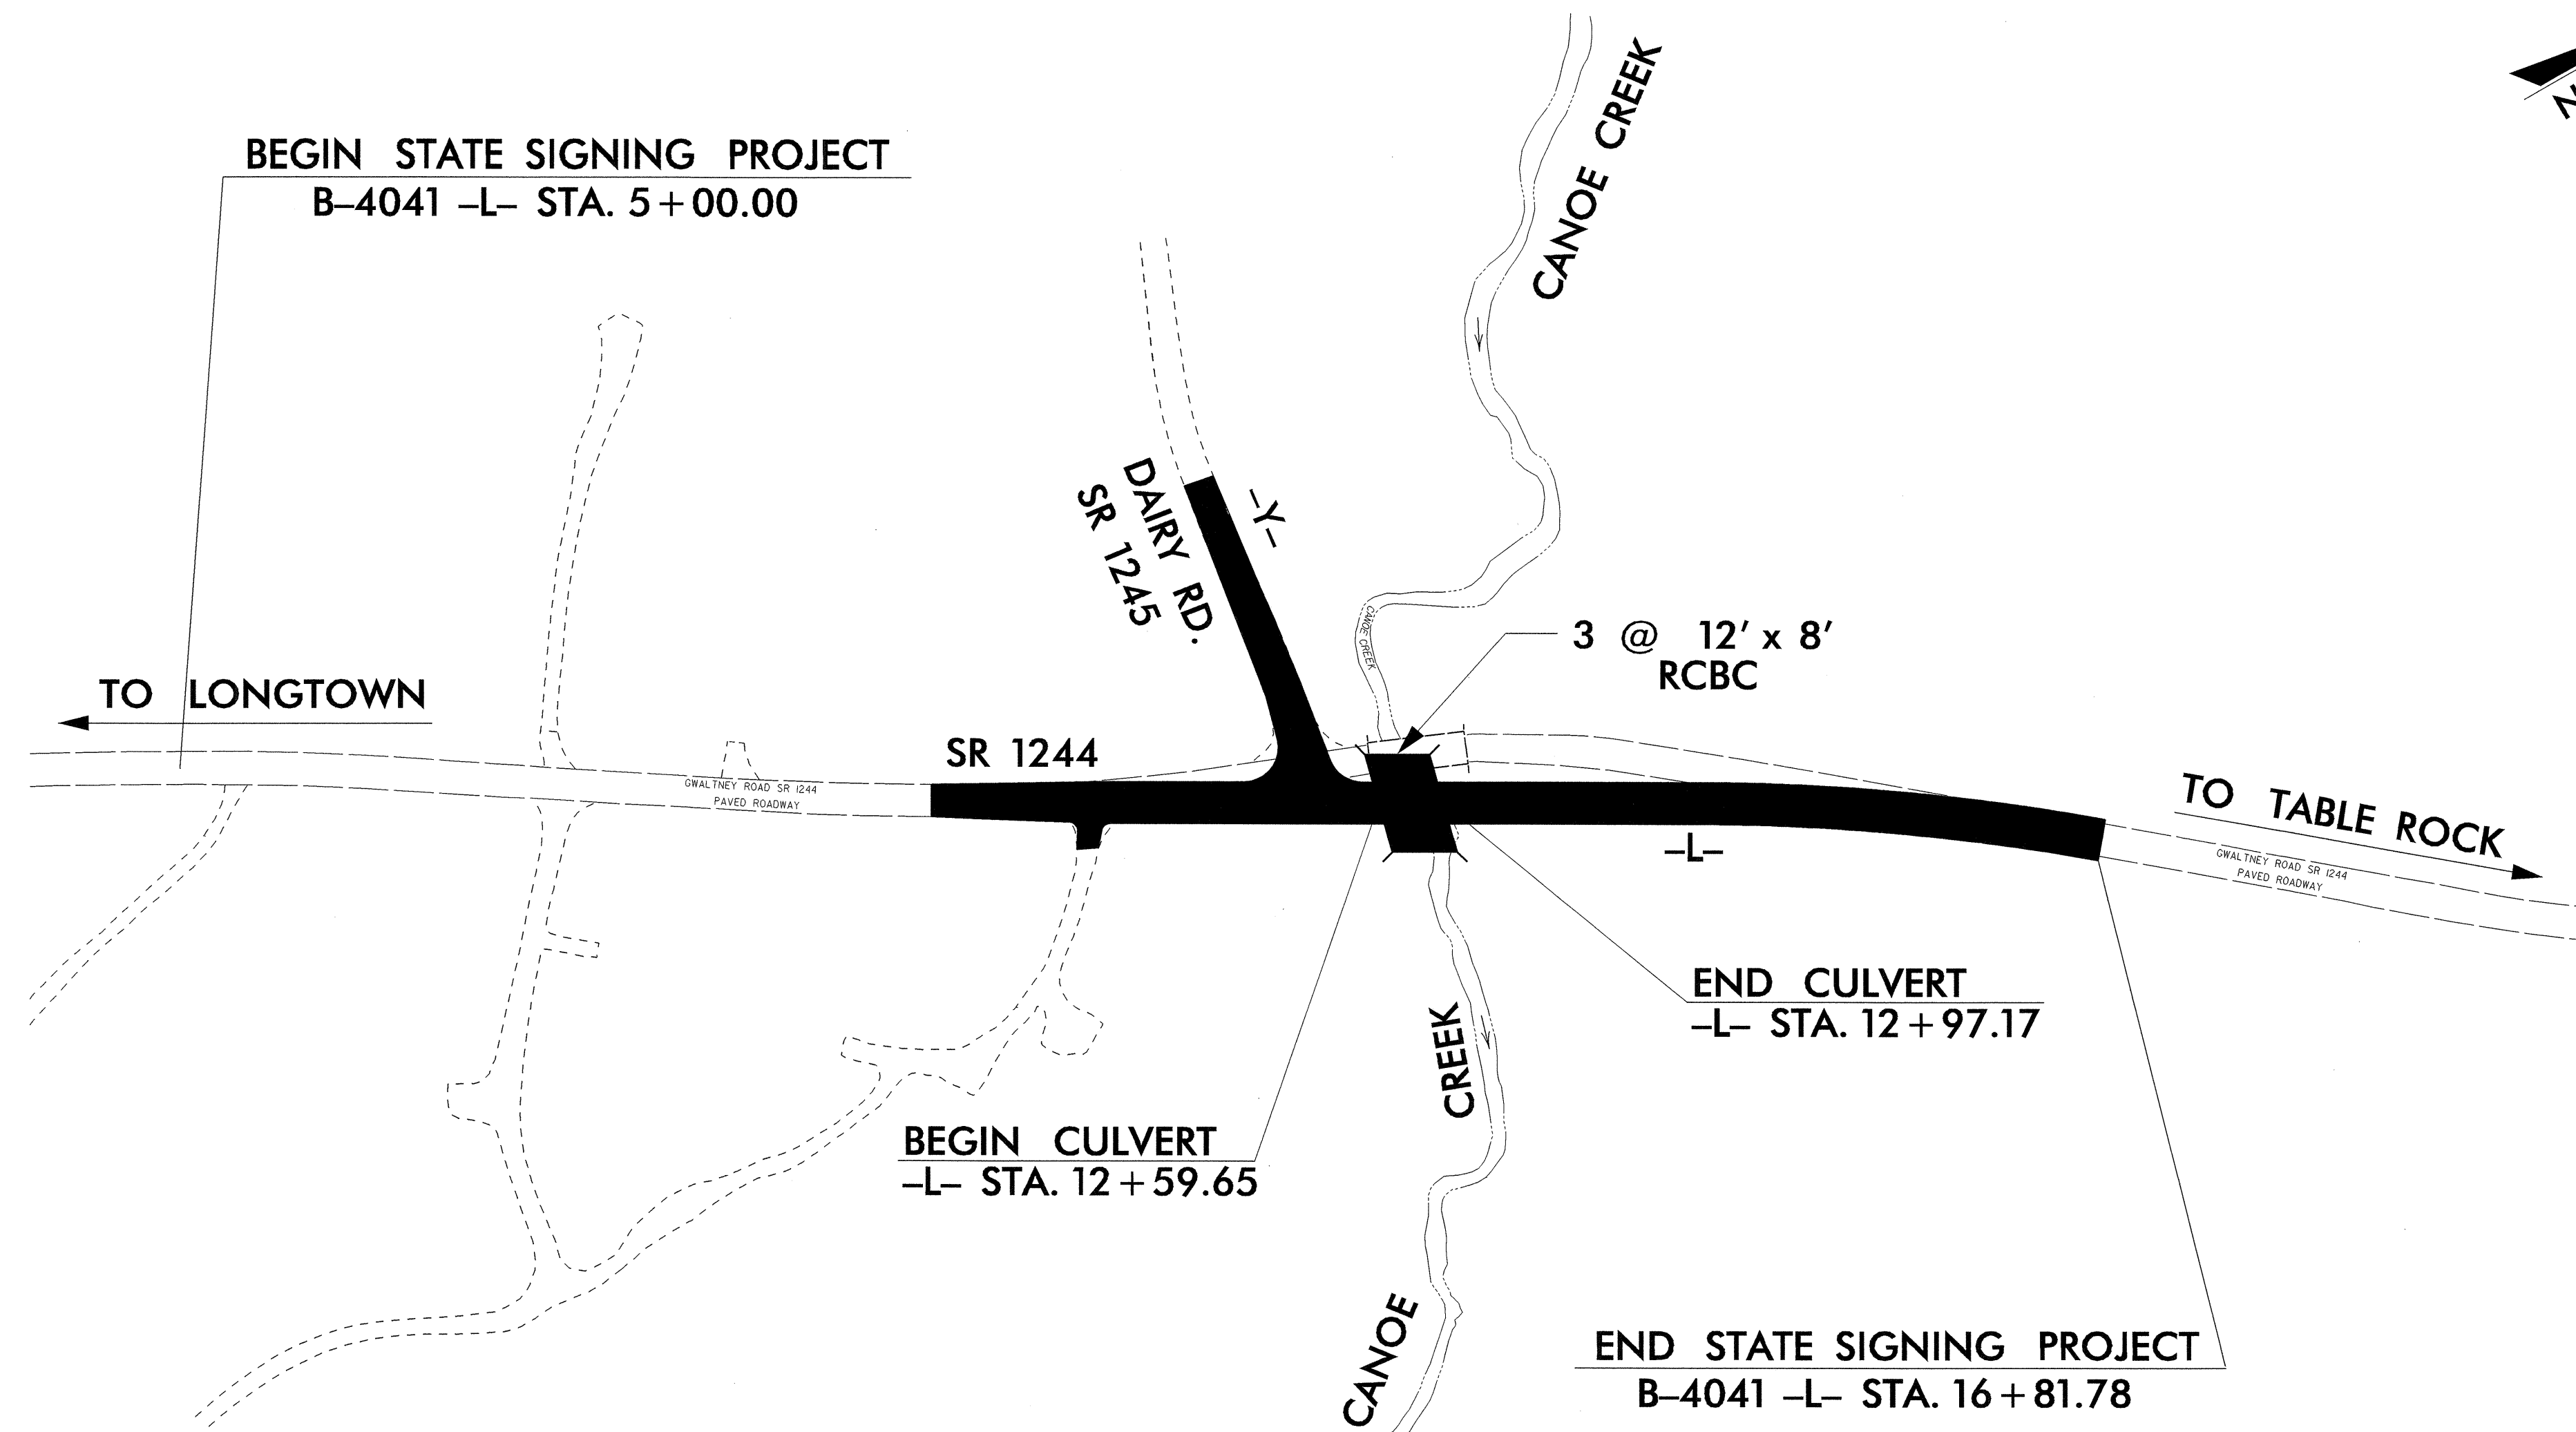 BEGIN STATE SIGNING PROJECT
B–4041 –L– STA. 5+00.00
CANOE CREEK
N
DAIRY RD.
SR 1245
–Y–
CANOE CREEK
3 @ 12' x 8'
RCBC
TO LONGTOWN
SR 1244
GWALTNEY ROAD SR 1244
PAVED ROADWAY
TO TABLE ROCK
–L–
GWALTNEY ROAD SR 1244
PAVED ROADWAY
END CULVERT
–L– STA. 12+97.17
BEGIN CULVERT
–L– STA. 12+59.65
CANOE CREEK
END STATE SIGNING PROJECT
B–4041 –L– STA. 16+81.78